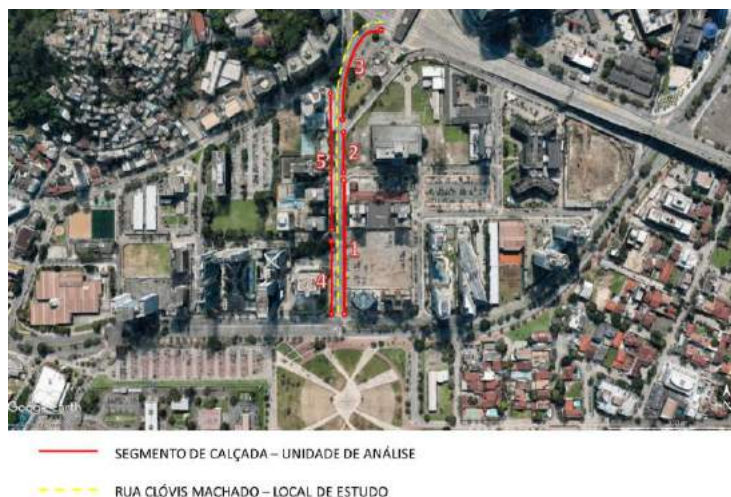 3
2
5
1
4
Google Earth
N
SEGMENTO DE CALÇADA – UNIDADE DE ANÁLISE
RUA CLÓVIS MACHADO – LOCAL DE ESTUDO